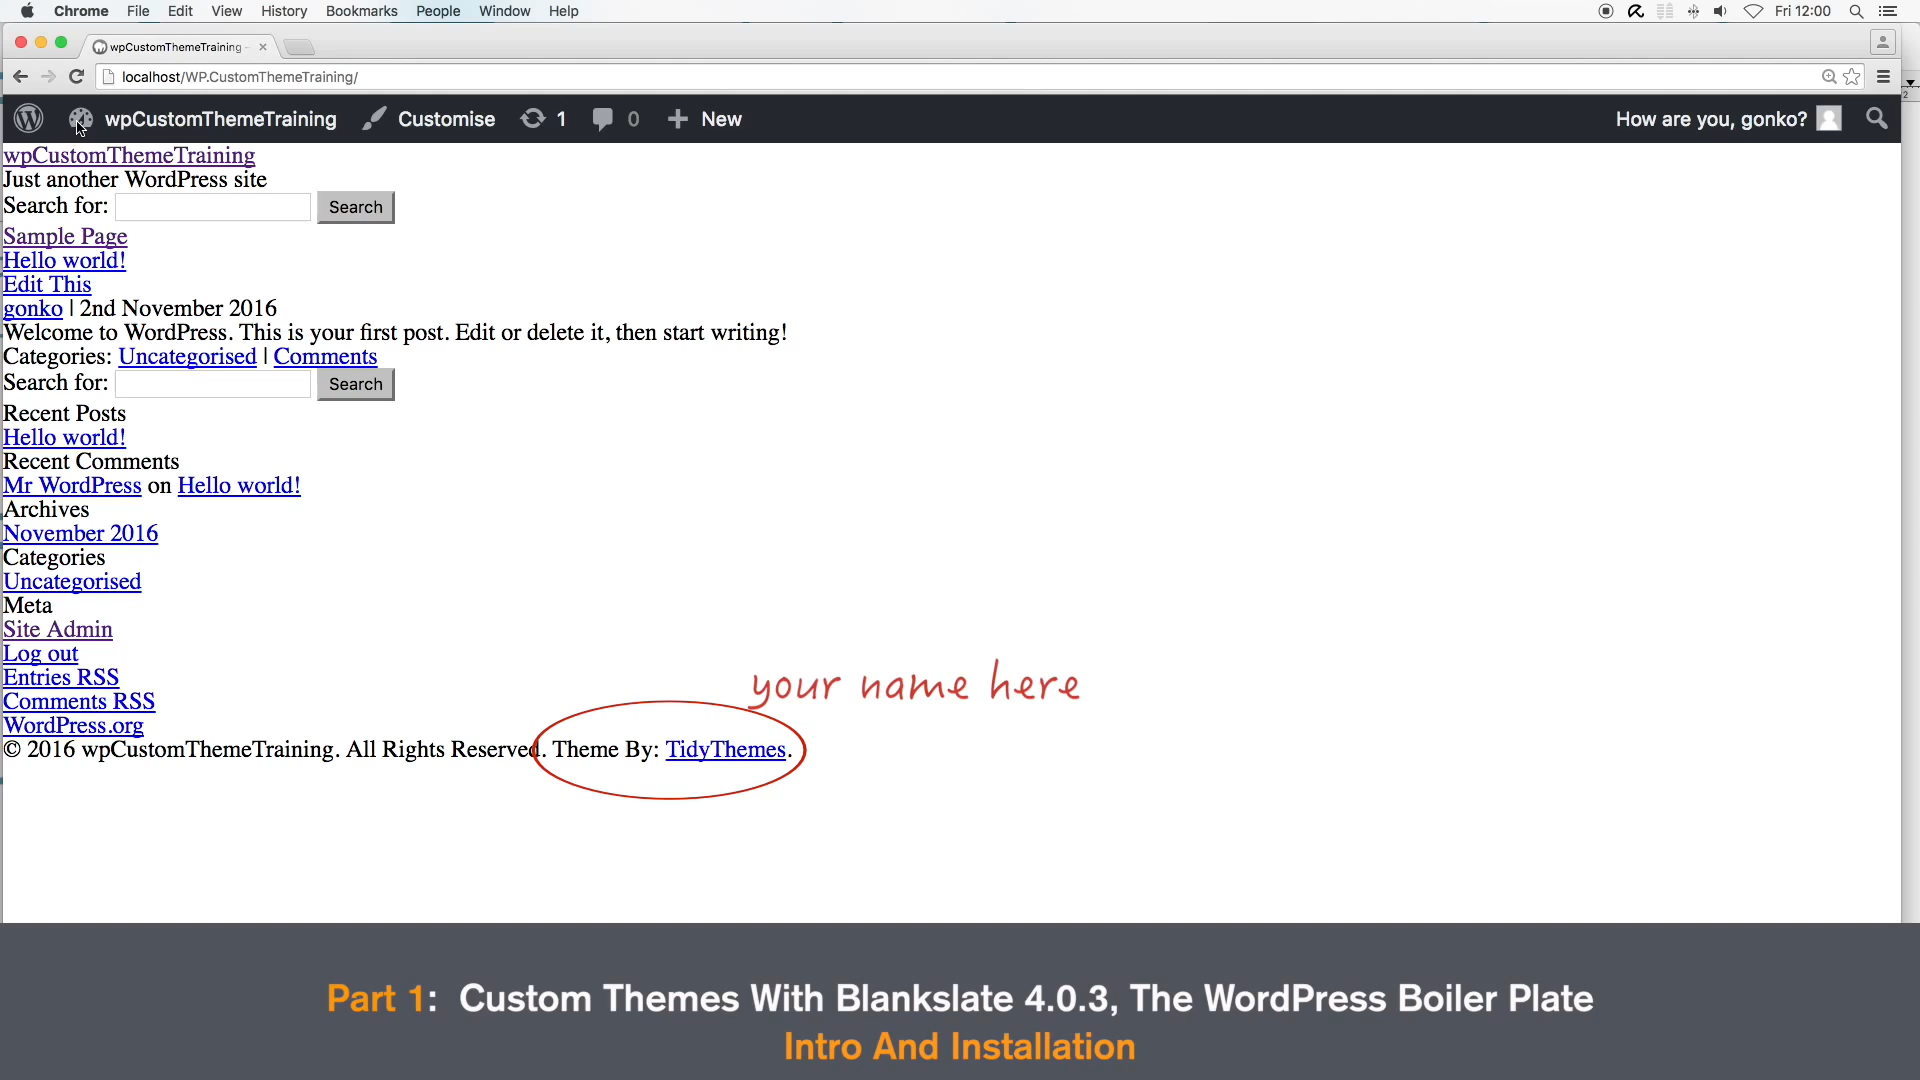 Chrome File Edit View History Bookmarks People Window Help Fri 12:00
wpCustomThemeTraining
localhost/WP.CustomThemeTraining/
wpCustomThemeTraining Customise 1 0 New How are you, gonko?
wpCustomThemeTraining
Just another WordPress site
Search for: Search
Sample Page
Hello world!
Edit This
gonko | 2nd November 2016
Welcome to WordPress. This is your first post. Edit or delete it, then start writing!
Categories: Uncategorised | Comments
Search for: Search
Recent Posts
Hello world!
Recent Comments
Mr WordPress on Hello world!
Archives
November 2016
Categories
Uncategorised
Meta
Site Admin
Log out
Entries RSS
Comments RSS
WordPress.org
your name here
© 2016 wpCustomThemeTraining. All Rights Reserved. Theme By: TidyThemes.
Part 1: Custom Themes With Blankslate 4.0.3, The WordPress Boiler Plate
Intro And Installation